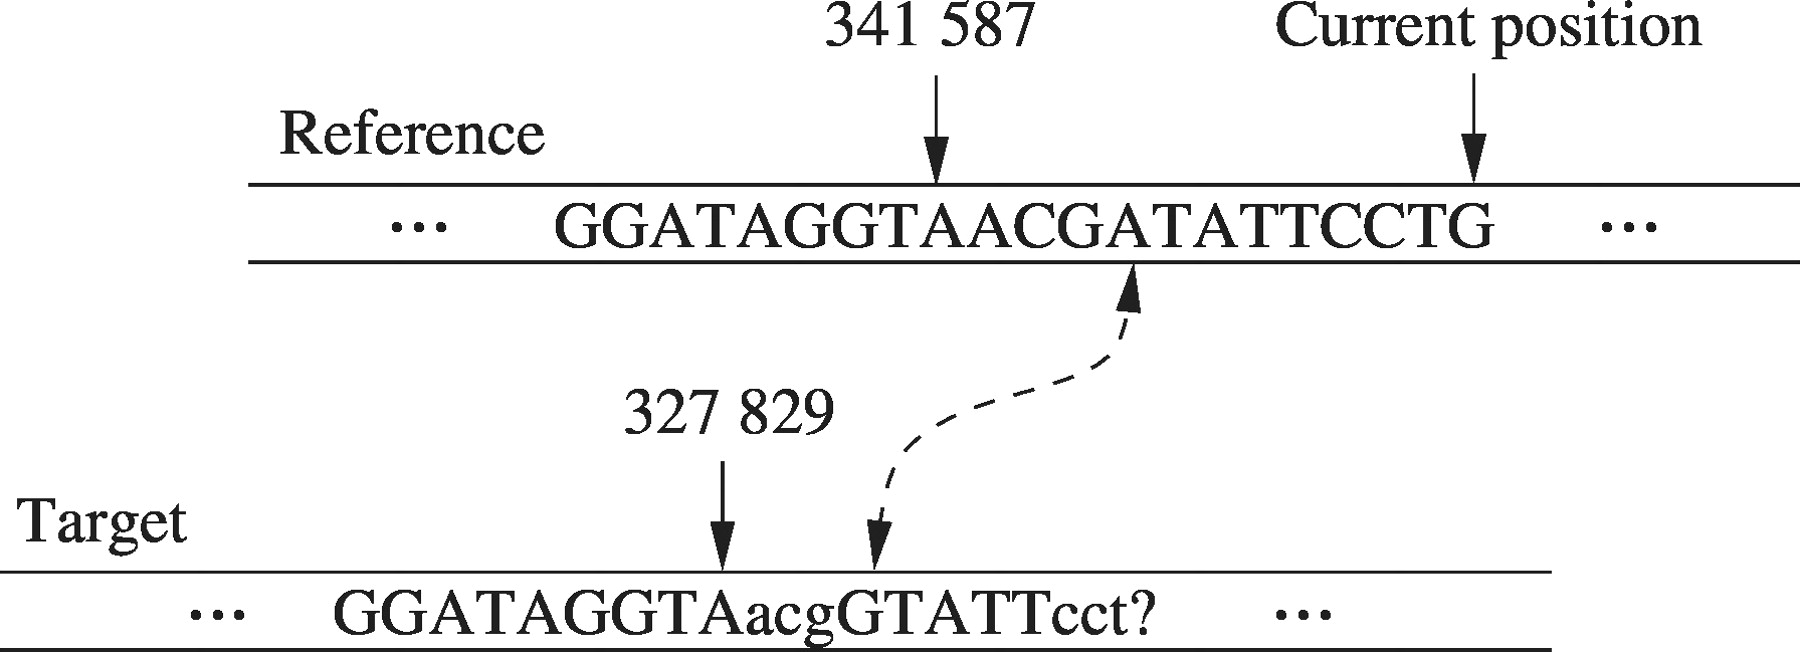 341 587 Current position
Reference
... GGATAGGTAACGATATTCCTG ...
327 829
Target
... GGATAGGTAacgGTATTcct? ...